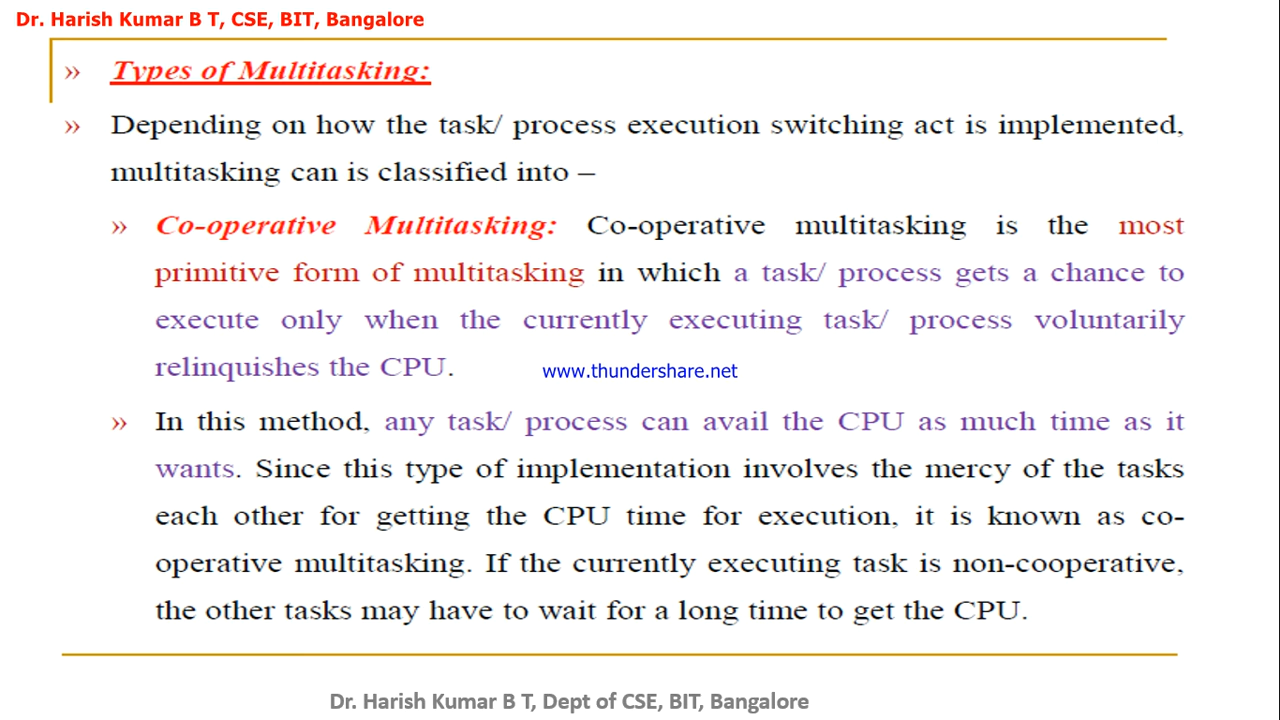 Dr. Harish Kumar B T, CSE, BIT, Bangalore
» Types of Multitasking:
» Depending on how the task/ process execution switching act is implemented,
multitasking can is classified into –
» Co-operative Multitasking: Co-operative multitasking is the most
primitive form of multitasking in which a task/ process gets a chance to
execute only when the currently executing task/ process voluntarily
relinquishes the CPU.
www.thundershare.net
» In this method, any task/ process can avail the CPU as much time as it
wants. Since this type of implementation involves the mercy of the tasks
each other for getting the CPU time for execution, it is known as co-
operative multitasking. If the currently executing task is non-cooperative,
the other tasks may have to wait for a long time to get the CPU.
Dr. Harish Kumar B T, Dept of CSE, BIT, Bangalore